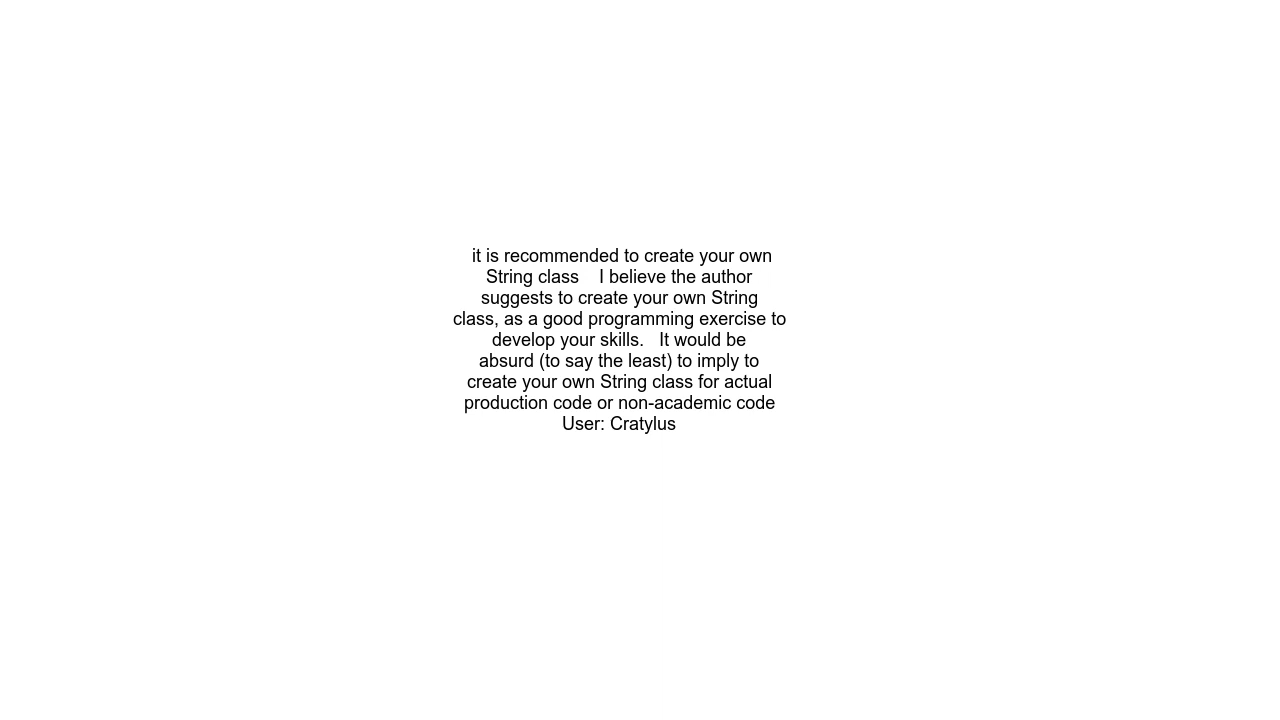 it is recommended to create your own
String class    I believe the author
suggests to create your own String
class, as a good programming exercise to
develop your skills.   It would be
absurd (to say the least) to imply to
create your own String class for actual
production code or non-academic code
User: Cratylus